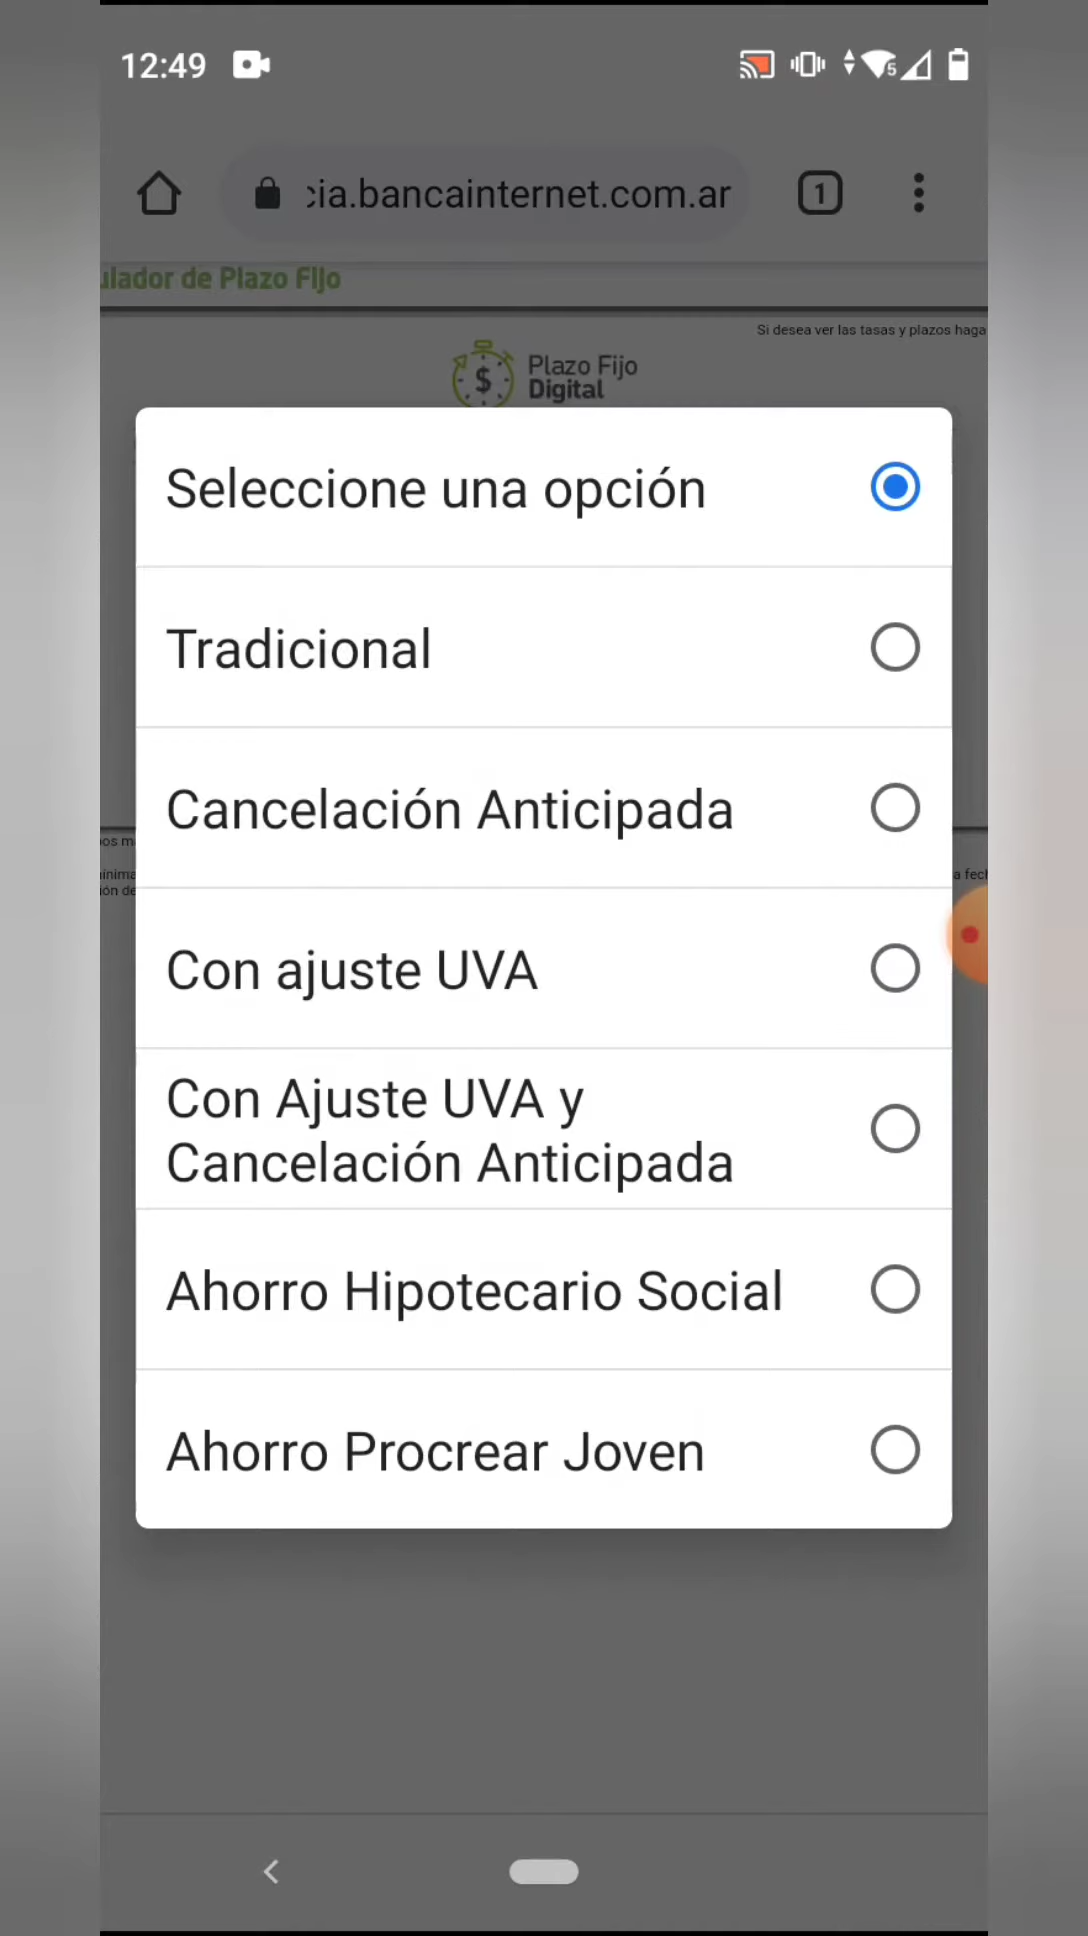 12:49
cia.bancainternet.com.ar
1
ulador de Plazo Fijo
Si desea ver las tasas y plazos haga
Plazo Fijo
Digital
Seleccione una opción
Tradicional
Cancelación Anticipada
Con ajuste UVA
Con Ajuste UVA y
Cancelación Anticipada
Ahorro Hipotecario Social
Ahorro Procrear Joven